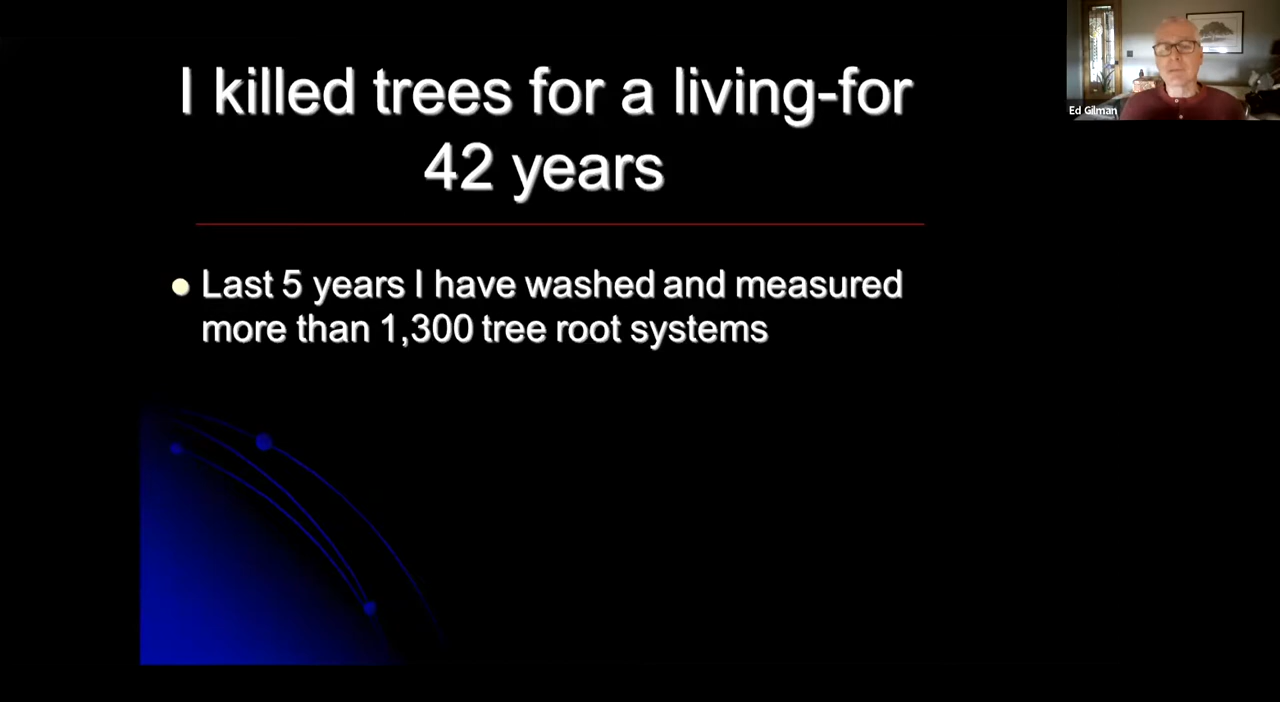 I killed trees for a living-for
42 years
Last 5 years I have washed and measured
more than 1,300 tree root systems
Ed Gilman